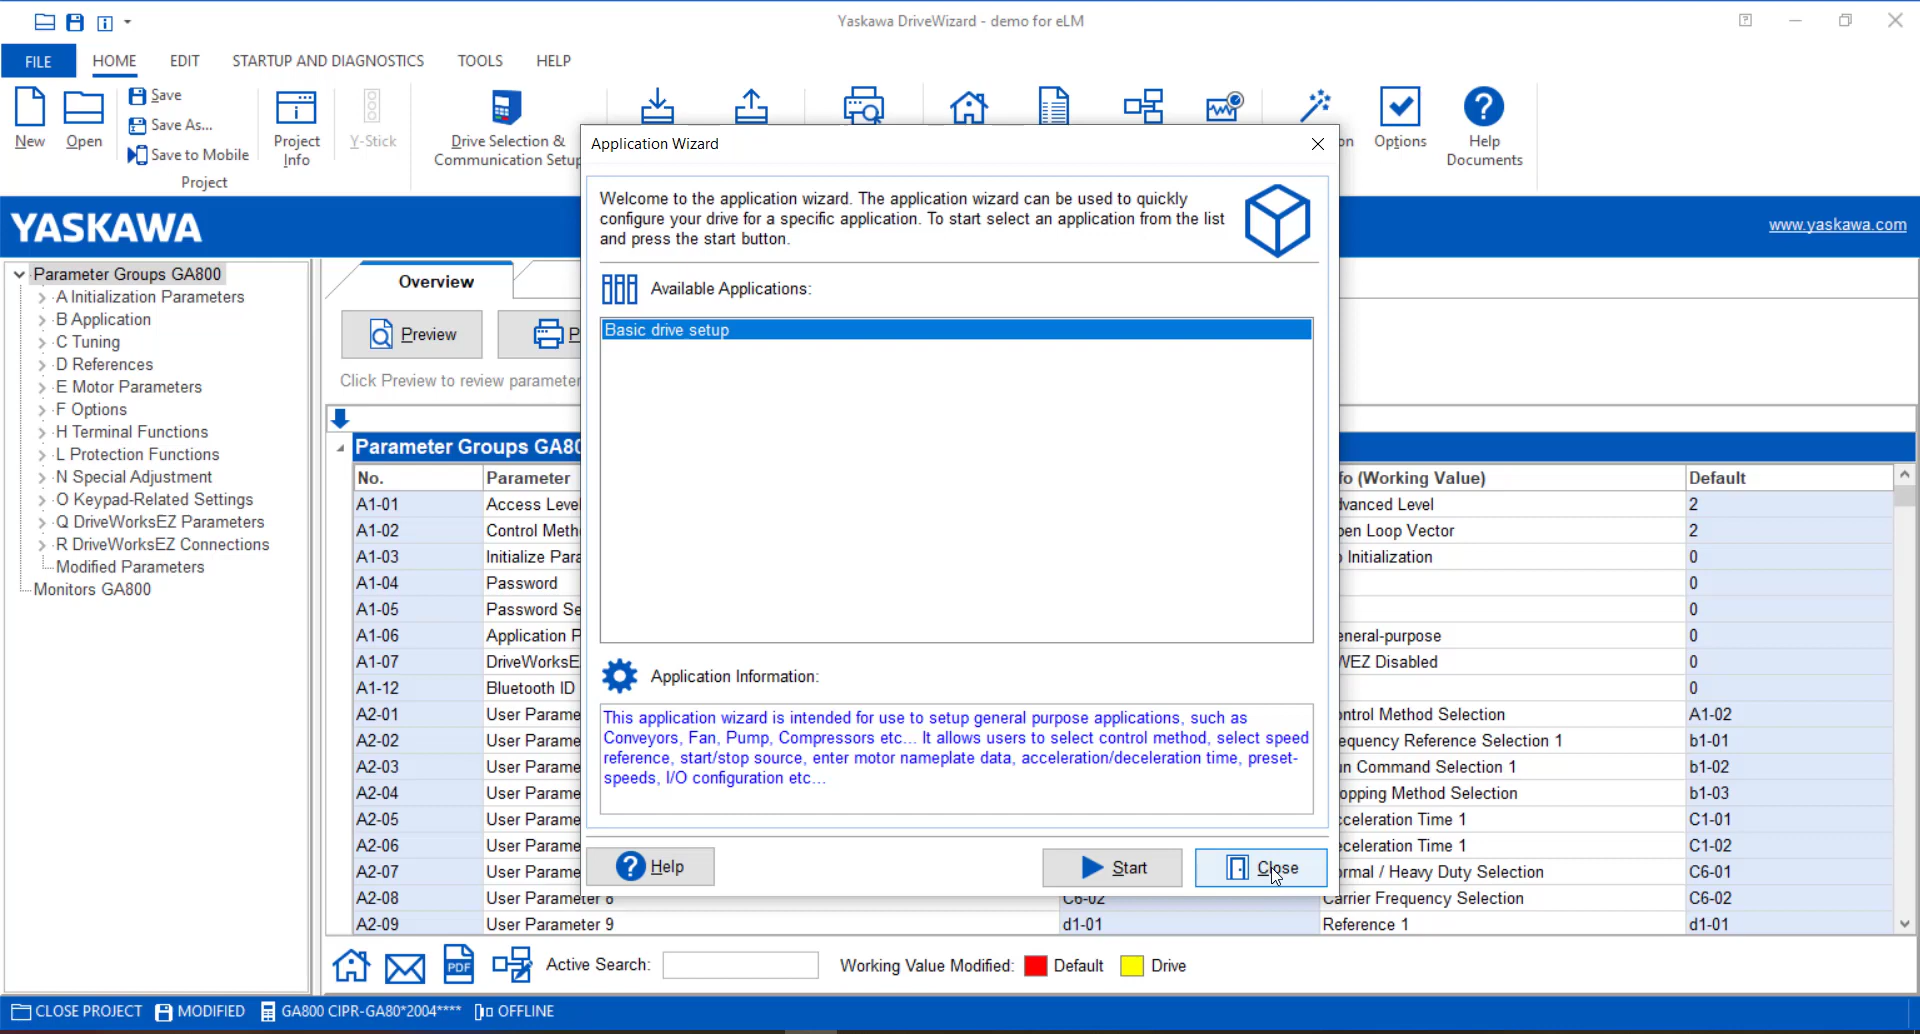 Yaskawa DriveWizard - demo for eLM
FILE HOME EDIT STARTUP AND DIAGNOSTICS TOOLS HELP
New
Open
Save
Save As...
Save to Mobile
Project
Project
Info
Y-Stick
Drive Selection &
Communication Setup
Options
Help
Documents
YASKAWA
www.yaskawa.com
Parameter Groups GA800
A Initialization Parameters
B Application
C Tuning
D References
E Motor Parameters
F Options
H Terminal Functions
L Protection Functions
N Special Adjustment
O Keypad-Related Settings
Q DriveWorksEZ Parameters
R DriveWorksEZ Connections
Modified Parameters
Monitors GA800
Overview
Preview
Click Preview to review parameter
Application Wizard
Welcome to the application wizard. The application wizard can be used to quickly
configure your drive for a specific application. To start select an application from the list
and press the start button.
Available Applications:
Basic drive setup
Application Information:
This application wizard is intended for use to setup general purpose applications, such as
Conveyors, Fan, Pump, Compressors etc... It allows users to select control method, select speed
reference, start/stop source, enter motor nameplate data, acceleration/deceleration time, preset-
speeds, I/O configuration etc...
Help
Start
Close
Parameter Groups GA80
No. Parameter fo (Working Value) Default
A1-01 Access Leve vanced Level 2
A1-02 Control Meth en Loop Vector 2
A1-03 Initialize Para Initialization 0
A1-04 Password 0
A1-05 Password Se 0
A1-06 Application P eneral-purpose 0
A1-07 DriveWorksE WEZ Disabled 0
A1-12 Bluetooth ID 0
A2-01 User Parame ntrol Method Selection A1-02
A2-02 User Parame equency Reference Selection 1 b1-01
A2-03 User Parame n Command Selection 1 b1-02
A2-04 User Parame opping Method Selection b1-03
A2-05 User Parame celeration Time 1 C1-01
A2-06 User Parame eceleration Time 1 C1-02
A2-07 User Parame rmal / Heavy Duty Selection C6-01
A2-08 User Parameter 8 C6-02 Carrier Frequency Selection C6-02
A2-09 User Parameter 9 d1-01 Reference 1 d1-01
PDF
Active Search:
Working Value Modified: Default Drive
CLOSE PROJECT MODIFIED GA800 CIPR-GA80*2004**** OFFLINE